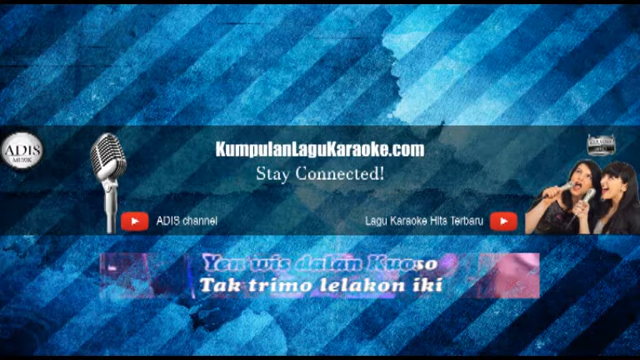 KumpulanLaguKaraoke.com
Stay Connected!
ADIS
MUSIK
ADIS channel
Lagu Karaoke Hits Terbaru
Yen wis dalan Kuoso
Tak trimo lelakon iki